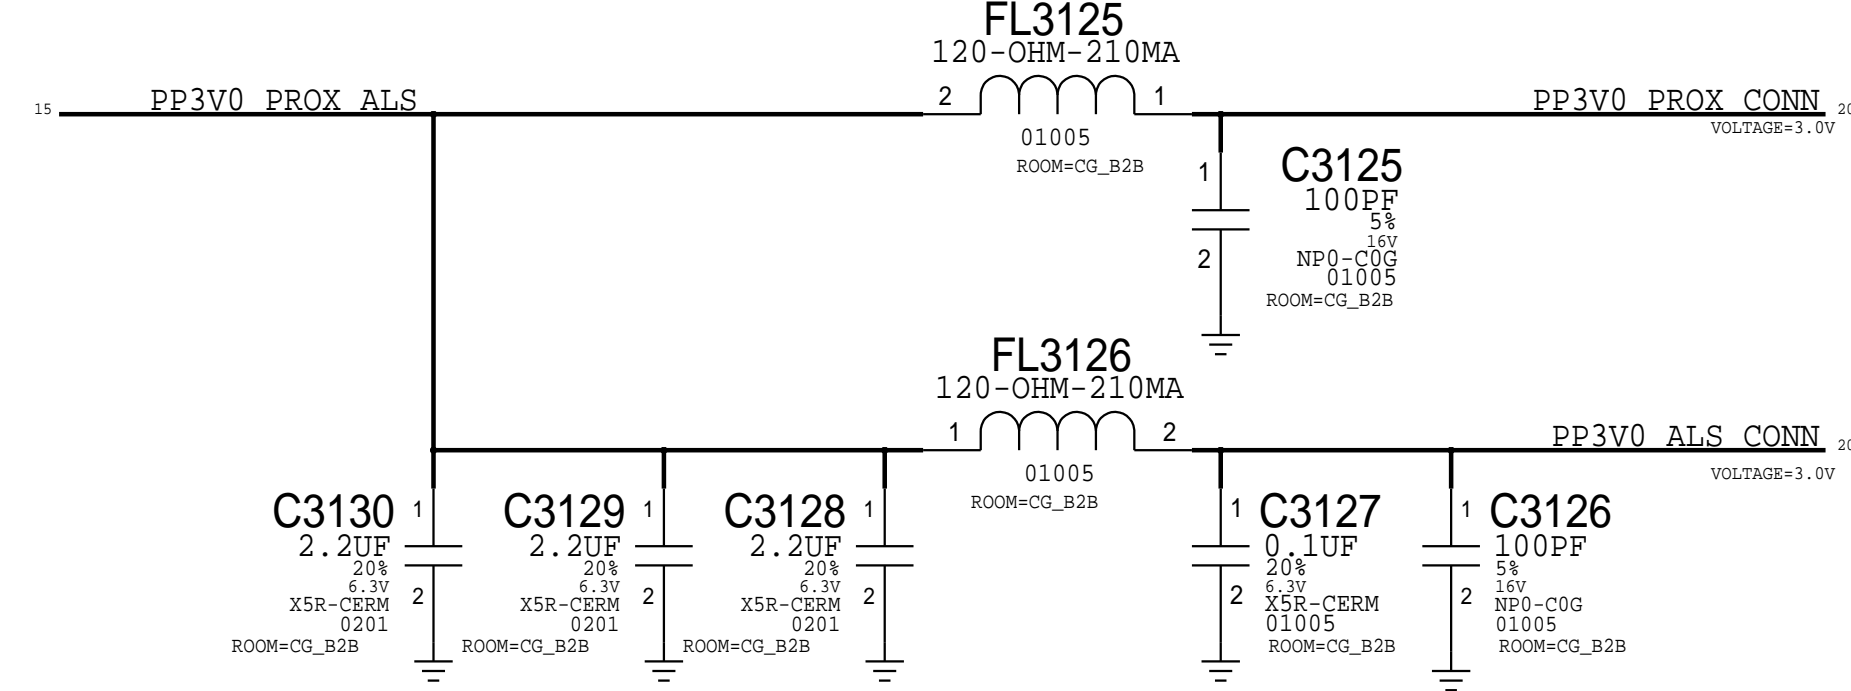 FL3125
120-OHM-210MA
15
PP3V0 PROX ALS
2
1
PP3V0 PROX CONN
20
VOLTAGE=3.0V
01005
ROOM=CG_B2B
1
2
C3125
100PF
5%
16V
NP0-C0G
01005
ROOM=CG_B2B
FL3126
120-OHM-210MA
1
2
PP3V0 ALS CONN
20
VOLTAGE=3.0V
01005
ROOM=CG_B2B
C3130
1
2.2UF
20%
6.3V
X5R-CERM
2
0201
ROOM=CG_B2B
C3129
1
2.2UF
20%
6.3V
X5R-CERM
2
0201
ROOM=CG_B2B
C3128
1
2.2UF
20%
6.3V
X5R-CERM
2
0201
ROOM=CG_B2B
1
C3127
0.1UF
20%
6.3V
2
X5R-CERM
01005
ROOM=CG_B2B
1
C3126
100PF
5%
16V
2
NP0-C0G
01005
ROOM=CG_B2B